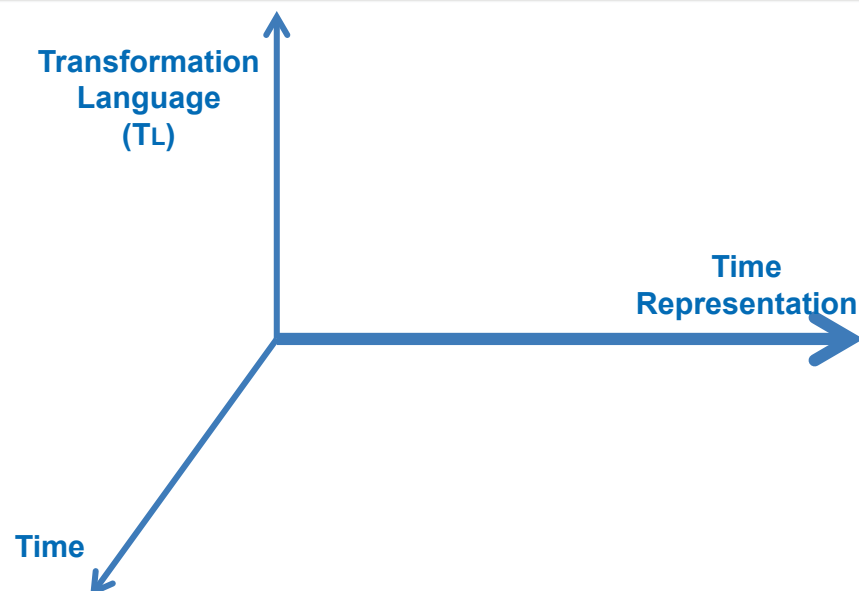 Transformation
Language
(TL)
Time
Representation
Time